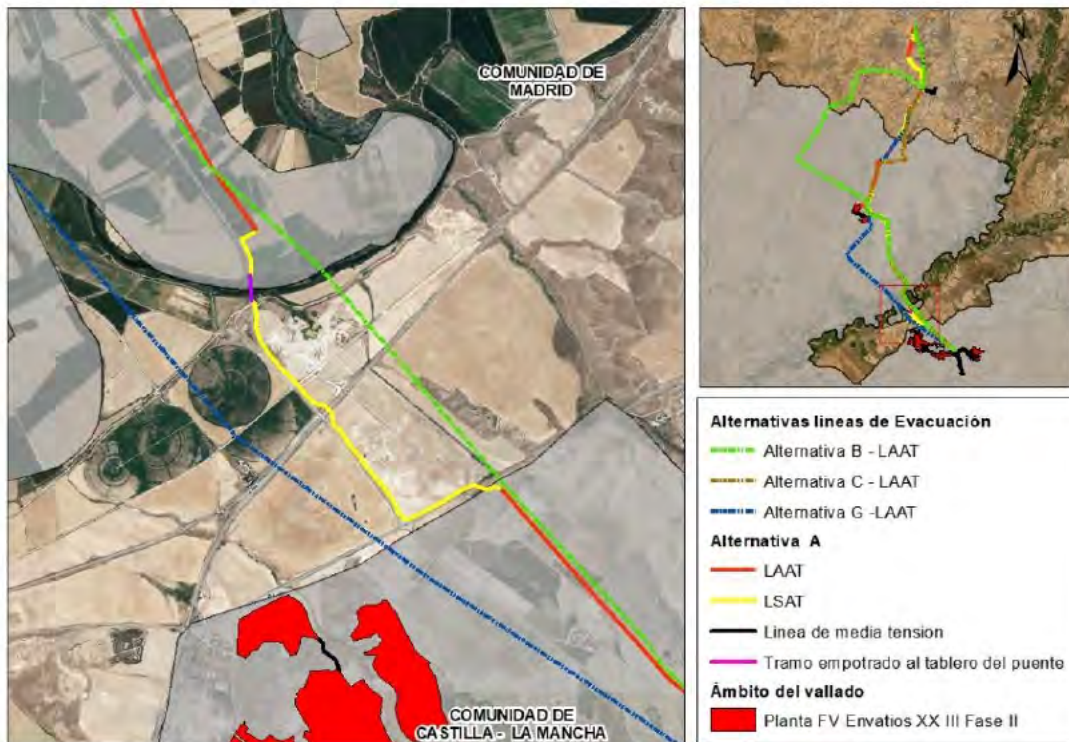 COMUNIDAD DE
MADRID
COMUNIDAD DE
CASTILLA - LA MANCHA
Alternativas líneas de Evacuación
Alternativa B - LAAT
Alternativa C - LAAT
Alternativa G -LAAT
Alternativa A
LAAT
LSAT
Linea de media tension
Tramo empotrado al tablero del puente
Ámbito del vallado
Planta FV Envatios XX III Fase II